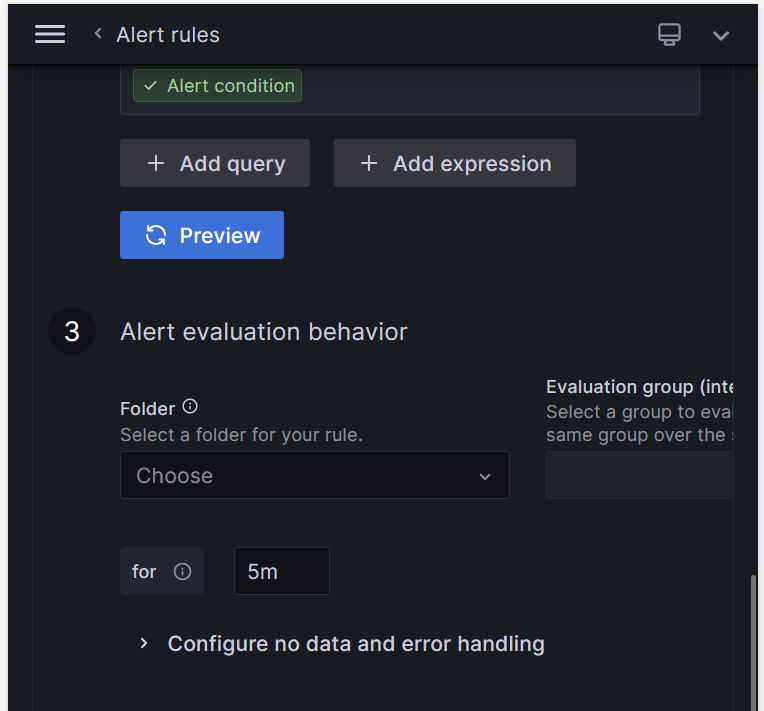 Alert rules
Alert condition
Add query
Add expression
Preview
3
Alert evaluation behavior
Folder
Select a folder for your rule.
Choose
Evaluation group (inte
Select a group to eval
same group over the
for
5m
Configure no data and error handling